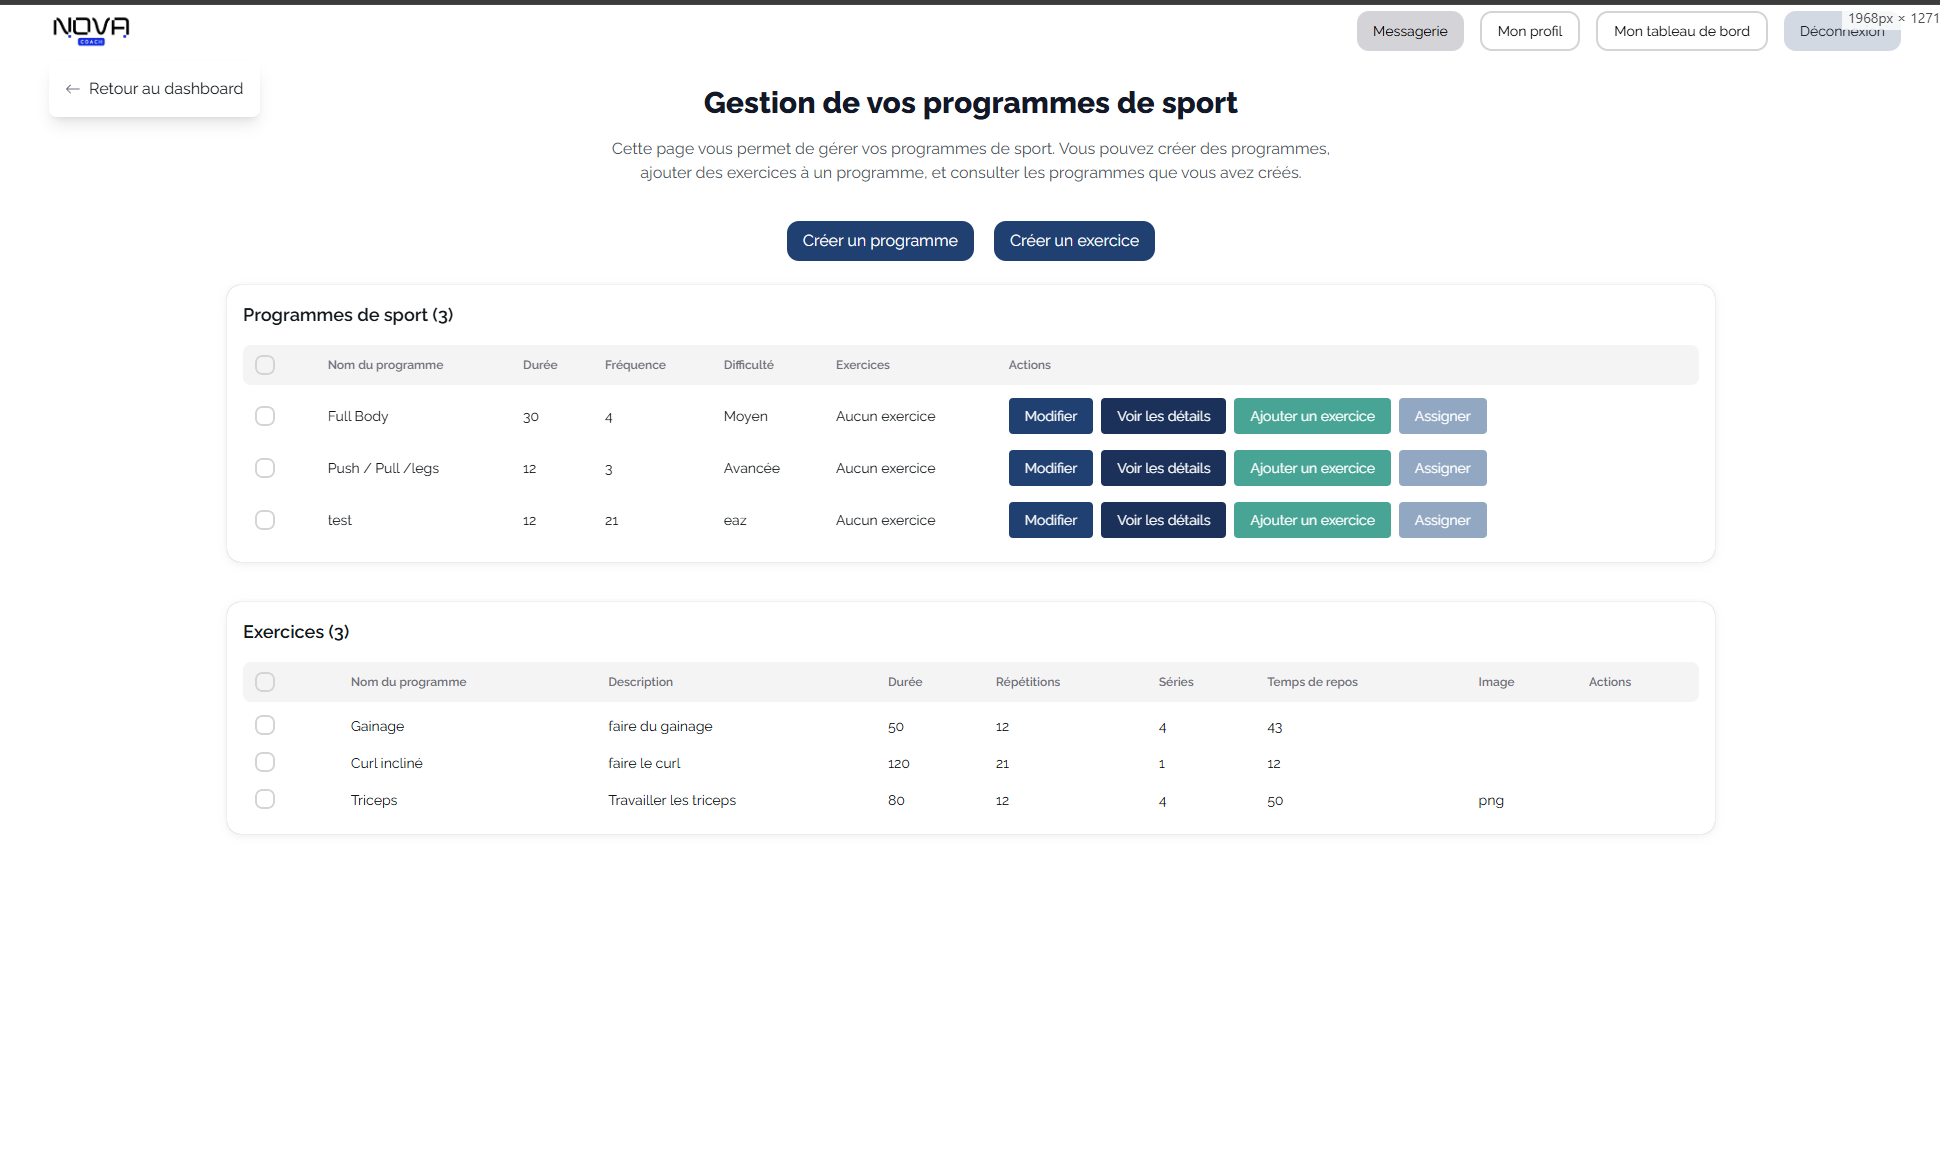 NOVA
COACH
Messagerie
Mon profil
Mon tableau de bord
Déconnexion
1968px × 1271
← Retour au dashboard
Gestion de vos programmes de sport
Cette page vous permet de gérer vos programmes de sport. Vous pouvez créer des programmes,
ajouter des exercices à un programme, et consulter les programmes que vous avez créés.
Créer un programme
Créer un exercice
Programmes de sport (3)
Nom du programme Durée Fréquence Difficulté Exercices Actions
Full Body 30 4 Moyen Aucun exercice Modifier Voir les détails Ajouter un exercice Assigner
Push / Pull /legs 12 3 Avancée Aucun exercice Modifier Voir les détails Ajouter un exercice Assigner
test 12 21 eaz Aucun exercice Modifier Voir les détails Ajouter un exercice Assigner
Exercices (3)
Nom du programme Description Durée Répétitions Séries Temps de repos Image Actions
Gainage faire du gainage 50 12 4 43
Curl incliné faire le curl 120 21 1 12
Triceps Travailler les triceps 80 12 4 50 png